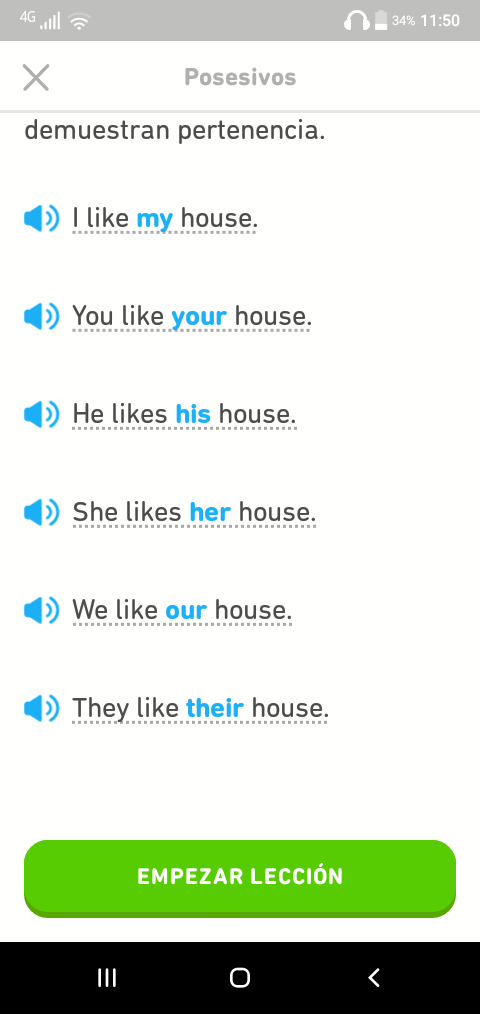 4G 34% 11:50
Posesivos
demuestran pertenencia.
I like my house.
You like your house.
He likes his house.
She likes her house.
We like our house.
They like their house.
EMPEZAR LECCIÓN